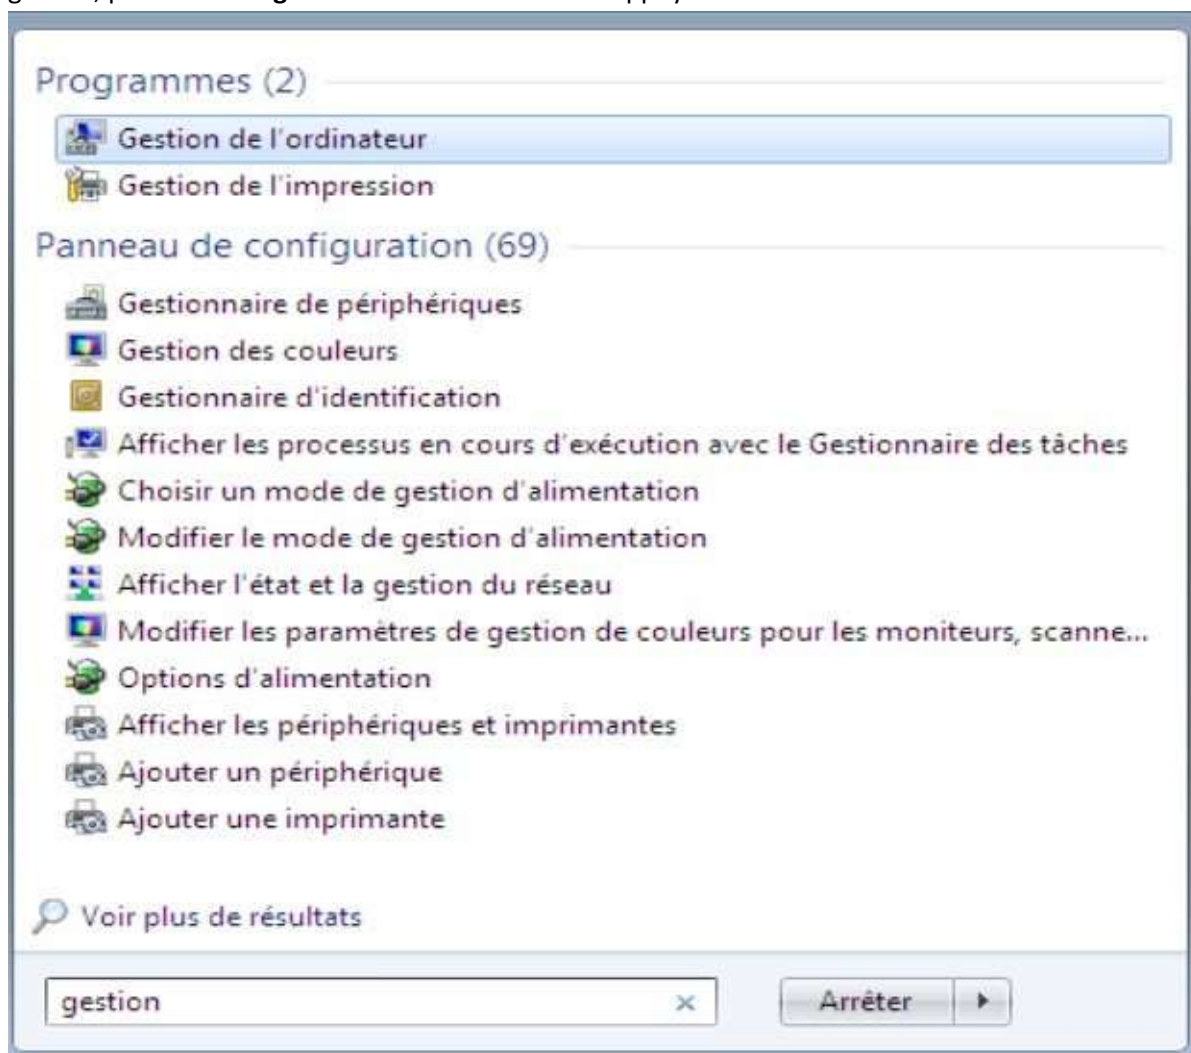 Programmes (2)
Gestion de l'ordinateur
Gestion de l'impression
Panneau de configuration (69)
Gestionnaire de périphériques
Gestion des couleurs
Gestionnaire d'identification
Afficher les processus en cours d'exécution avec le Gestionnaire des tâches
Choisir un mode de gestion d'alimentation
Modifier le mode de gestion d'alimentation
Afficher l'état et la gestion du réseau
Modifier les paramètres de gestion de couleurs pour les moniteurs, scanne...
Options d'alimentation
Afficher les périphériques et imprimantes
Ajouter un périphérique
Ajouter une imprimante
Voir plus de résultats
gestion
Arrêter